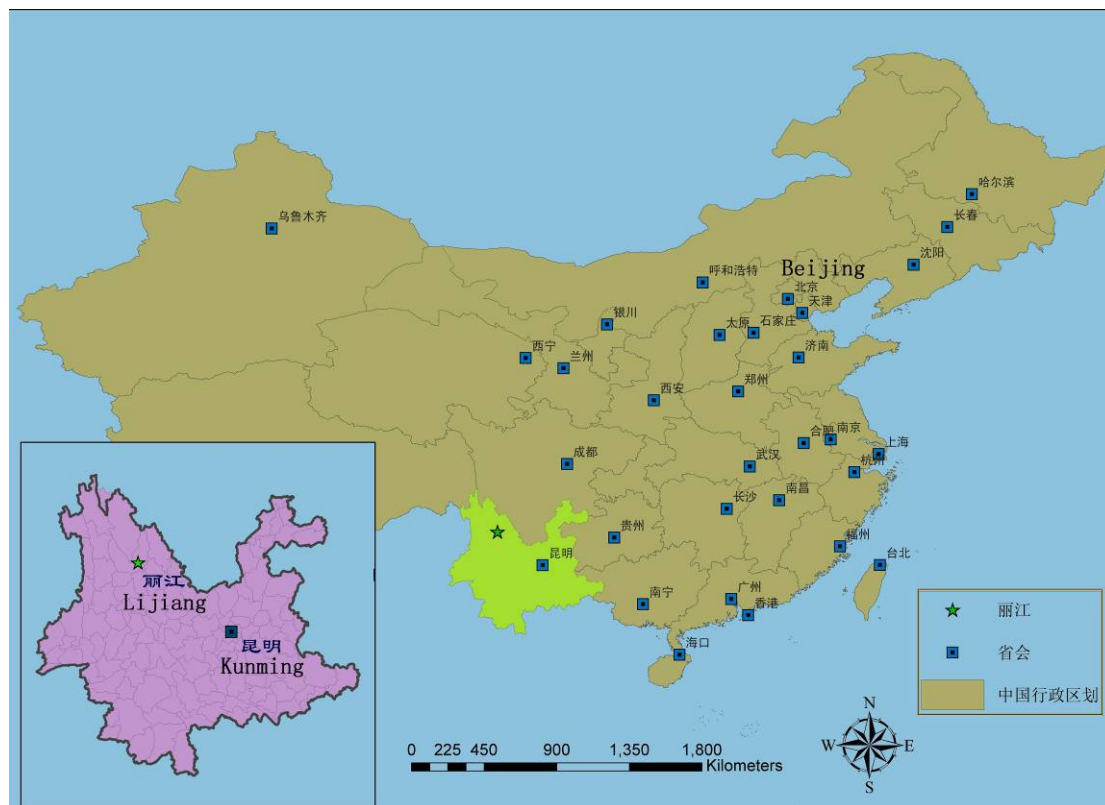 哈尔滨
乌鲁木齐
长春
沈阳
呼和浩特
Beijing
北京
天津
银川
太原
石家庄
西宁
兰州
济南
郑州
西安
合肥
南京
上海
成都
武汉
杭州
长沙
南昌
贵州
福州
昆明
台北
丽江
Lijiang
昆明
Kunming
南宁
广州
香港
海口
丽江
省会
中国行政区划
N
W
E
S
0 225 450 900 1,350 1,800
Kilometers